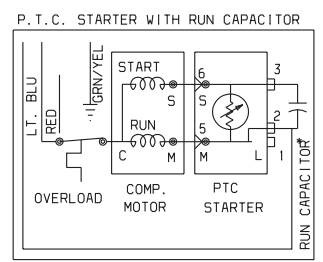 P.T.C. STARTER WITH RUN CAPACITOR
LT. BLU
RED
GRN/YEL
START
S
RUN
C
M
6
S
5
M
3
2
L
1
*
OVERLOAD
COMP.
MOTOR
PTC
STARTER
RUN CAPACITOR